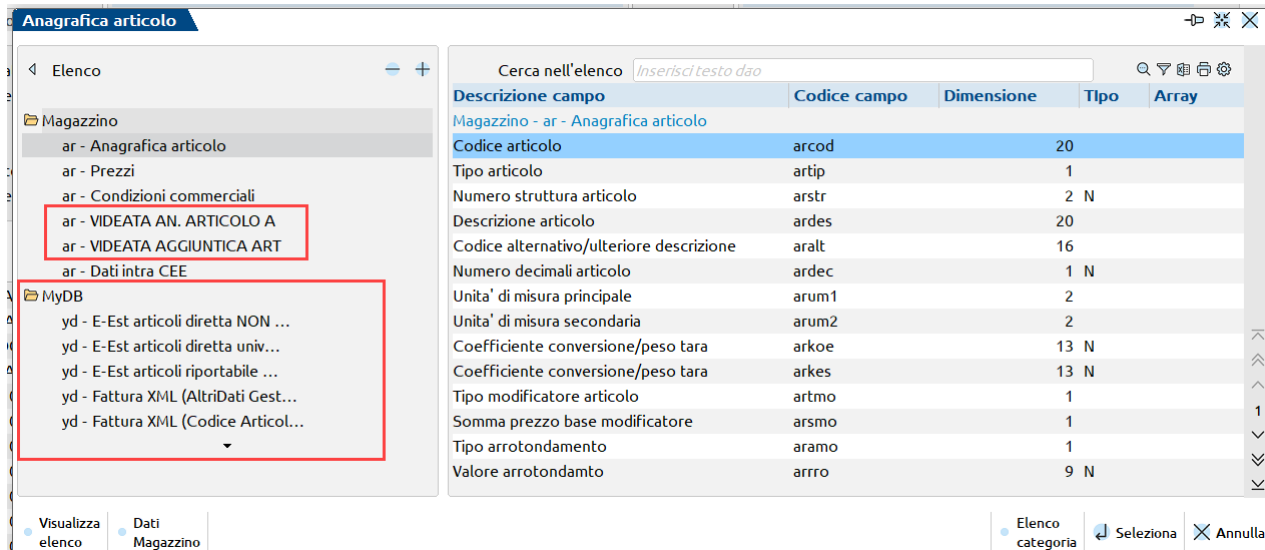 Anagrafica articolo
Elenco
Magazzino
ar - Anagrafica articolo
ar - Prezzi
ar - Condizioni commerciali
ar - VIDEATA AN. ARTICOLO A
ar - VIDEATA AGGIUNTICA ART
ar - Dati intra CEE
MyDB
yd - E-Est articoli diretta NON ...
yd - E-Est articoli diretta univ...
yd - E-Est articoli riportabile ...
yd - Fattura XML (AltriDati Gest...
yd - Fattura XML (Codice Articol...
Cerca nell'elenco Inserisci testo dao
Descrizione campo Codice campo Dimensione TIpo Array
Magazzino - ar - Anagrafica articolo
Codice articolo arcod 20
Tipo articolo artip 1
Numero struttura articolo arstr 2 N
Descrizione articolo ardes 20
Codice alternativo/ulteriore descrizione aralt 16
Numero decimali articolo ardec 1 N
Unita' di misura principale arum1 2
Unita' di misura secondaria arum2 2
Coefficiente conversione/peso tara arkoe 13 N
Coefficiente conversione/peso tara arkes 13 N
Tipo modificatore articolo artmo 1
Somma prezzo base modificatore arsmo 1
Tipo arrotondamento aramo 1
Valore arrotondamto arrro 9 N
1
Visualizza elenco
Dati Magazzino
Elenco categoria
Seleziona
Annulla